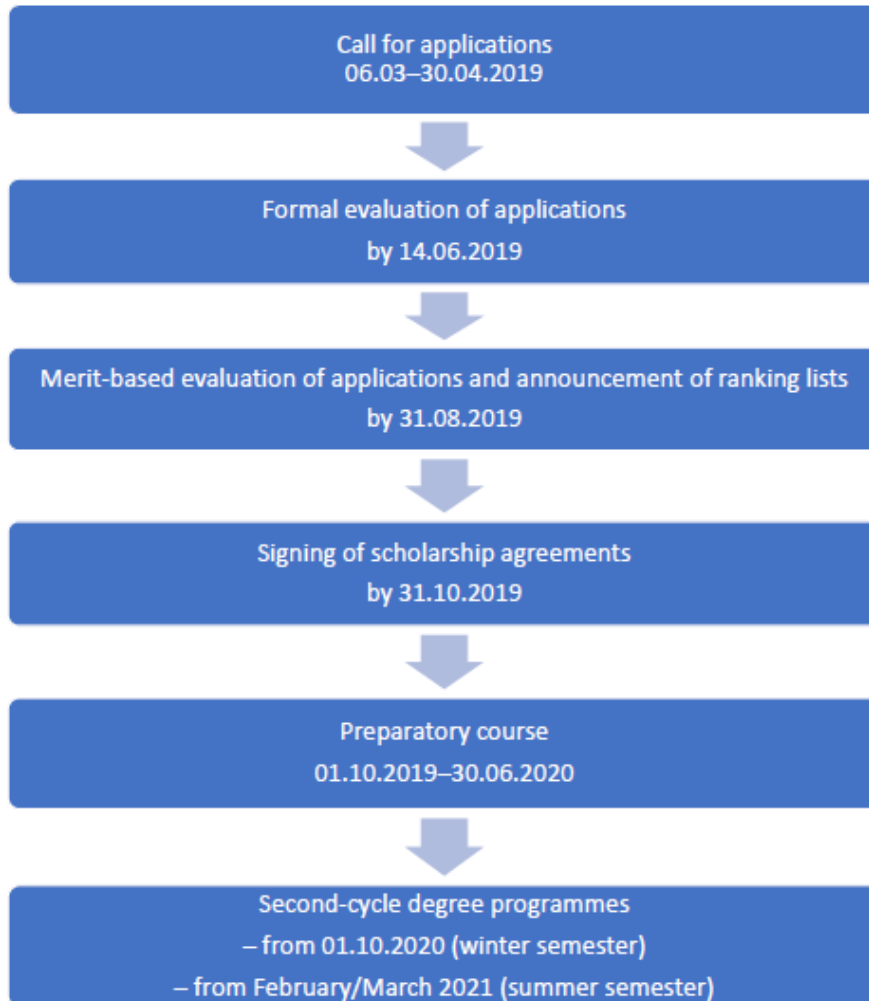 Call for applications
06.03–30.04.2019
Formal evaluation of applications
by 14.06.2019
Merit-based evaluation of applications and announcement of ranking lists
by 31.08.2019
Signing of scholarship agreements
by 31.10.2019
Preparatory course
01.10.2019–30.06.2020
Second-cycle degree programmes
– from 01.10.2020 (winter semester)
– from February/March 2021 (summer semester)